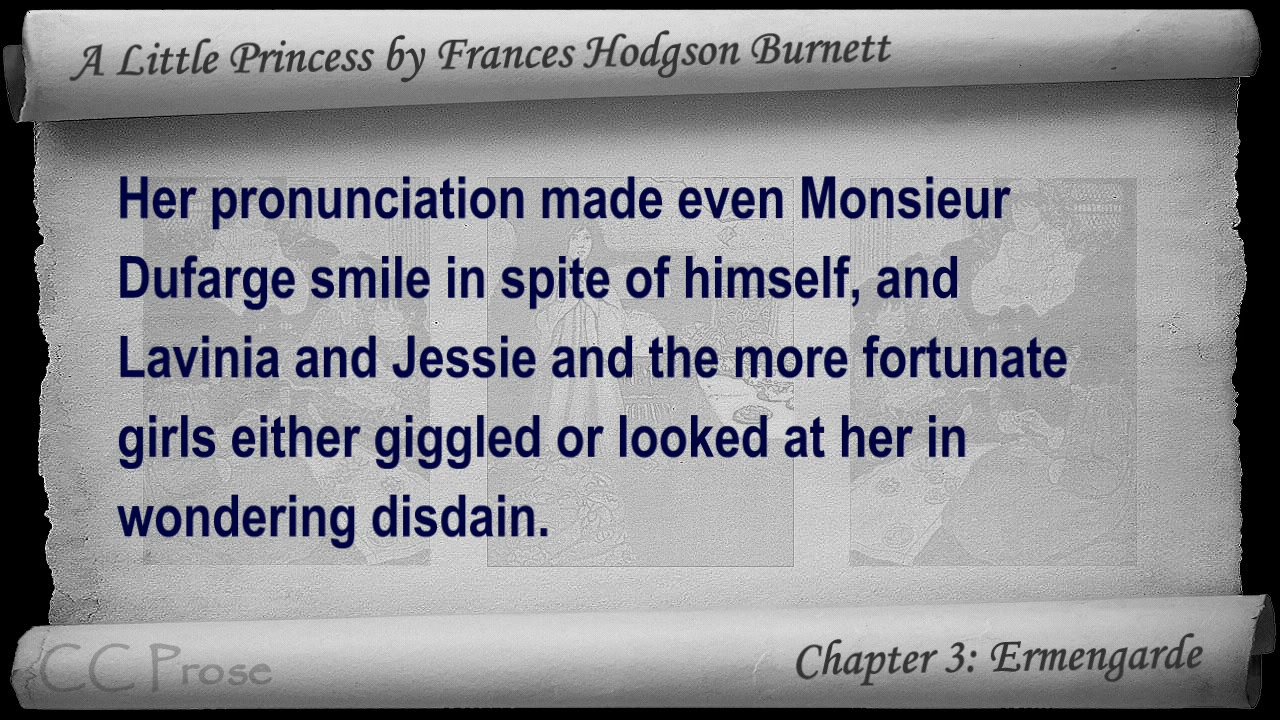 A Little Princess by Frances Hodgson Burnett
Her pronunciation made even Monsieur
Dufarge smile in spite of himself, and
Lavinia and Jessie and the more fortunate
girls either giggled or looked at her in
wondering disdain.
CC Prose
Chapter 3: Ermengarde